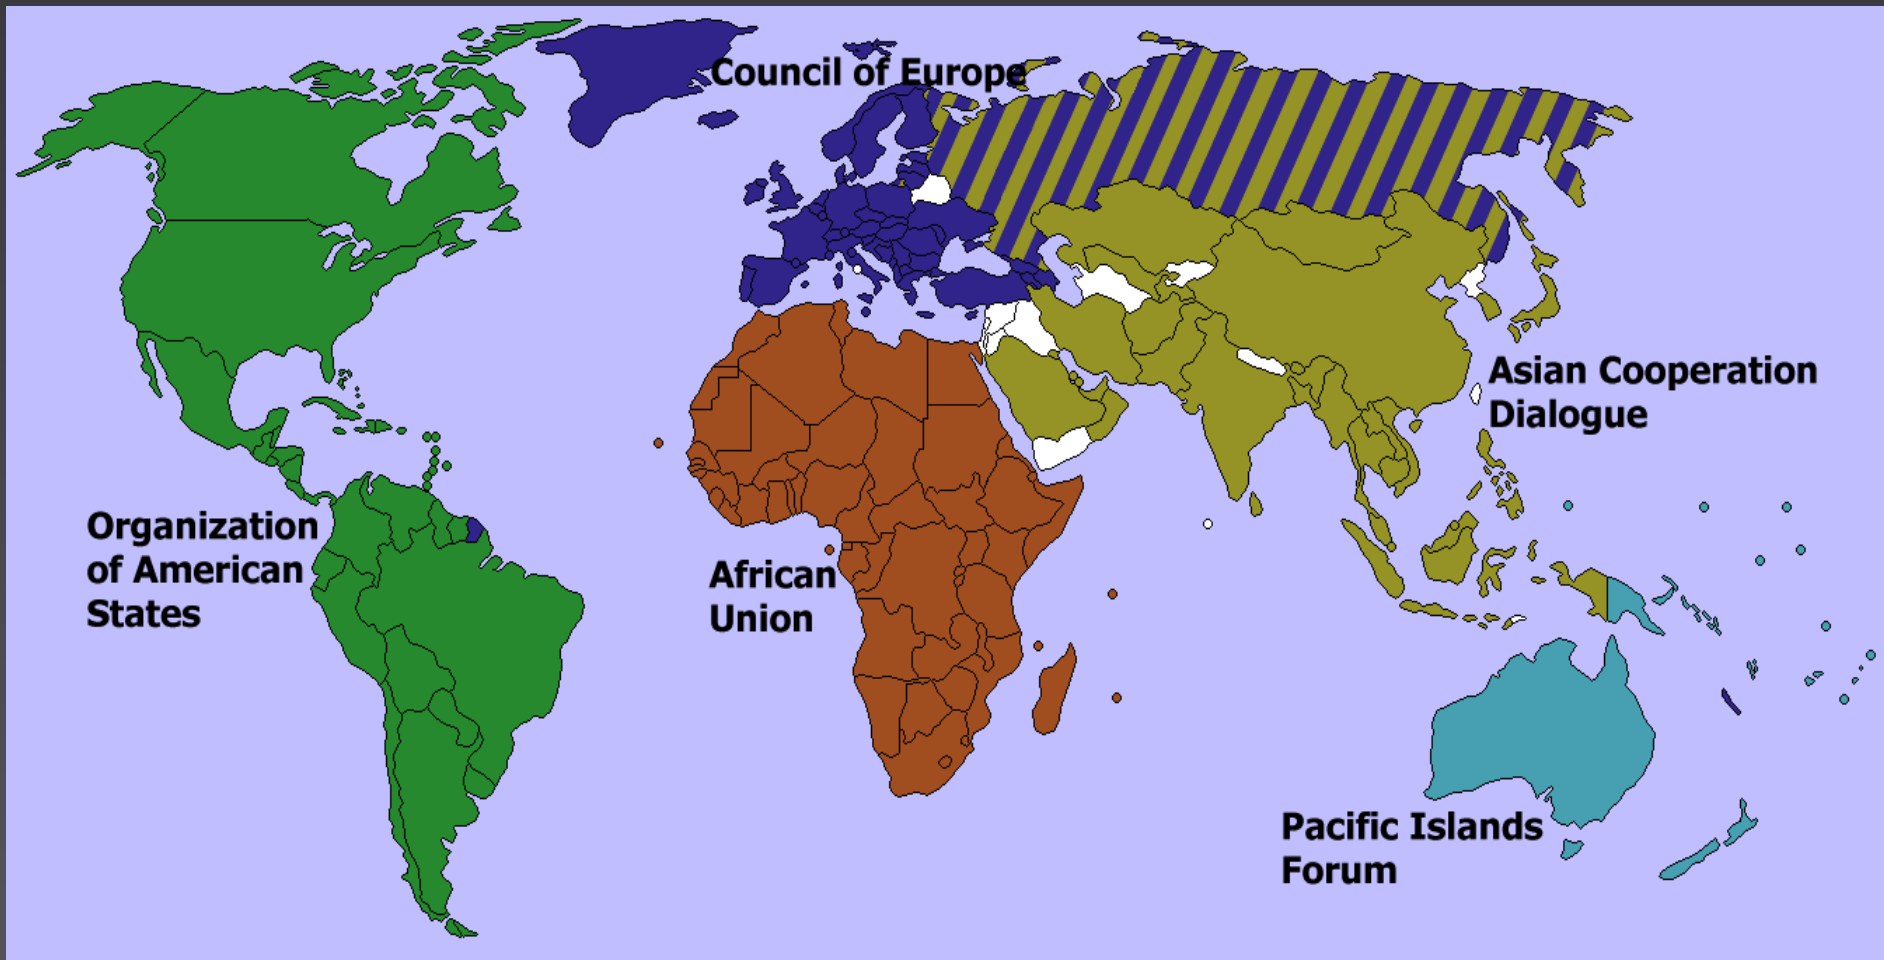 Council of Europe
Asian Cooperation
Dialogue
Organization
of American
States
African
Union
Pacific Islands
Forum